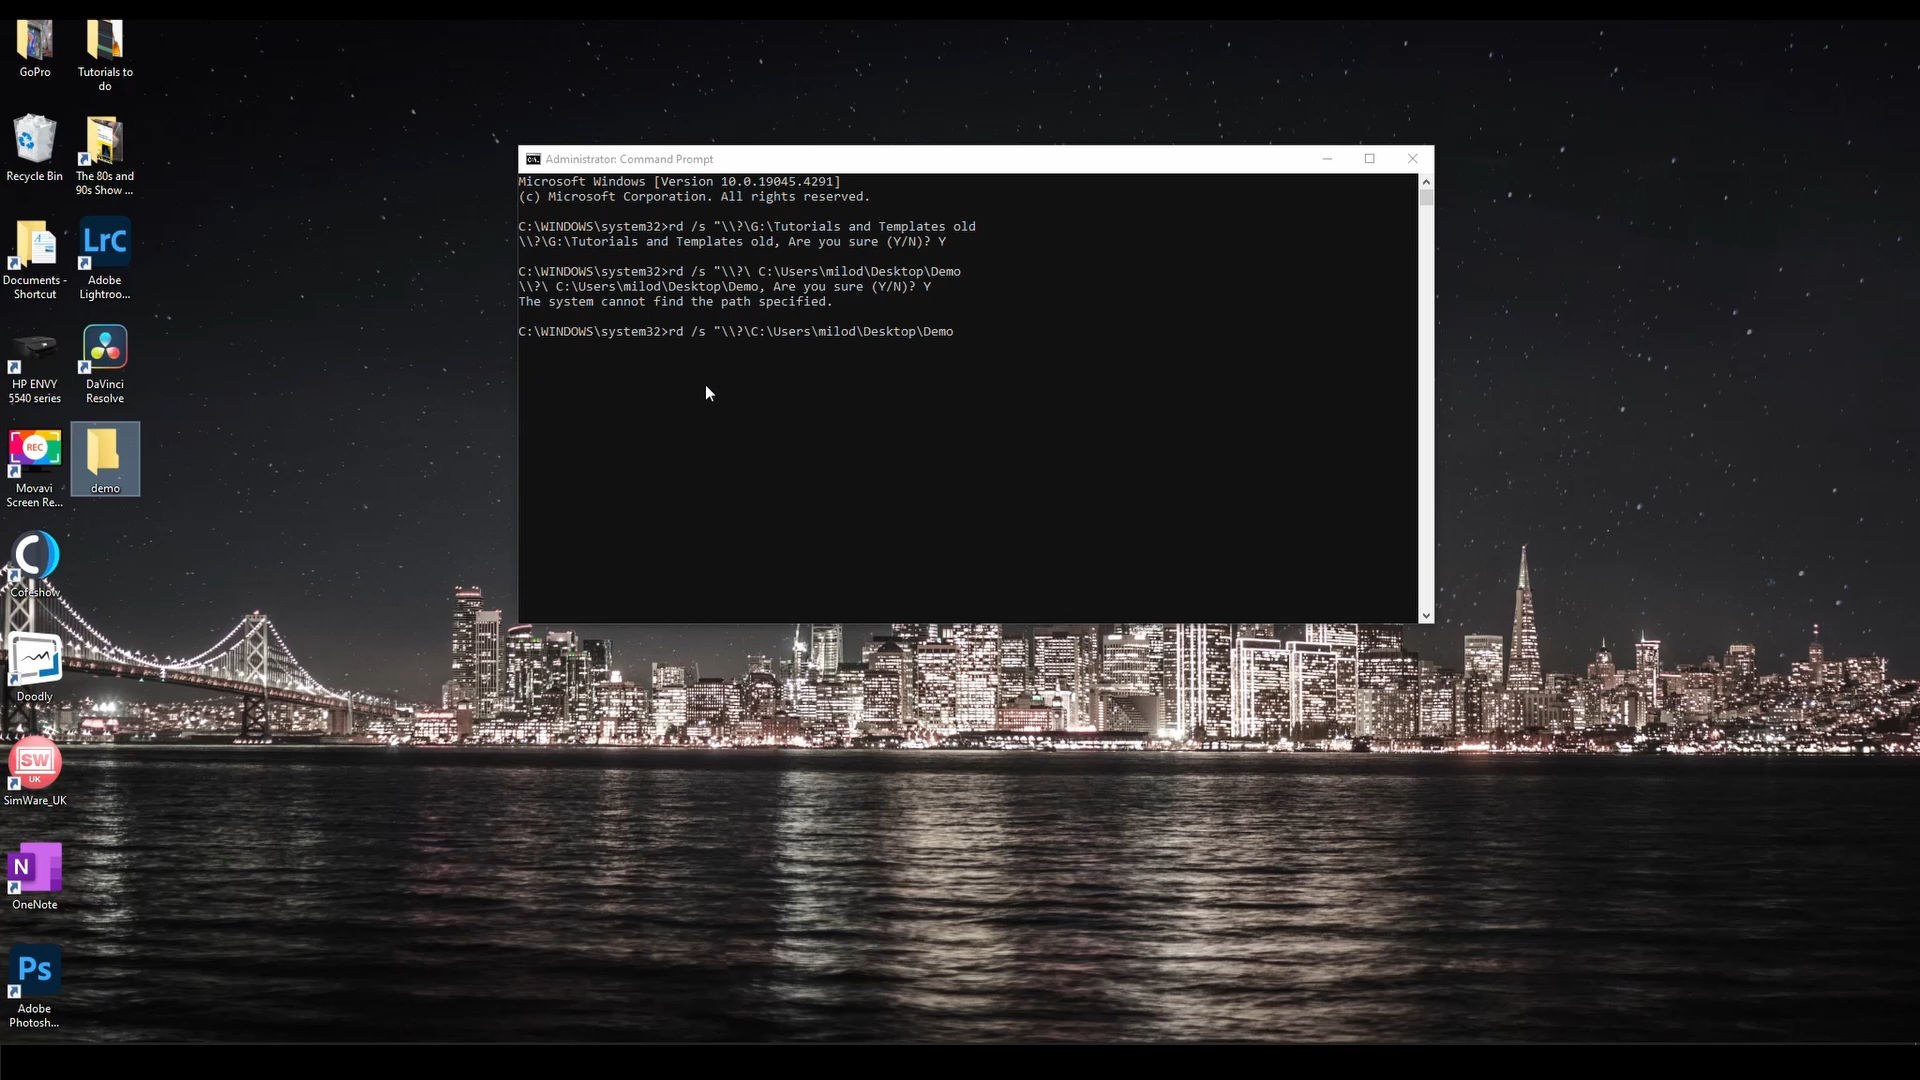 GoPro
Tutorials to
do
Recycle Bin
The 80s and
90s Show ...
Documents -
Shortcut
LrC
Adobe
Lightroo...
HP ENVY
5540 series
DaVinci
Resolve
REC
Movavi
Screen Re...
demo
Cofeshow
Doodly
SW
UK
SimWare_UK
N
OneNote
Ps
Adobe
Photosh...
C:\.
Administrator: Command Prompt
Microsoft Windows [Version 10.0.19045.4291]
(c) Microsoft Corporation. All rights reserved.
C:\WINDOWS\system32>rd /s "\\?\G:\Tutorials and Templates old
\\?\G:\Tutorials and Templates old, Are you sure (Y/N)? Y
C:\WINDOWS\system32>rd /s "\\?\ C:\Users\milod\Desktop\Demo
\\?\ C:\Users\milod\Desktop\Demo, Are you sure (Y/N)? Y
The system cannot find the path specified.
C:\WINDOWS\system32>rd /s "\\?\C:\Users\milod\Desktop\Demo